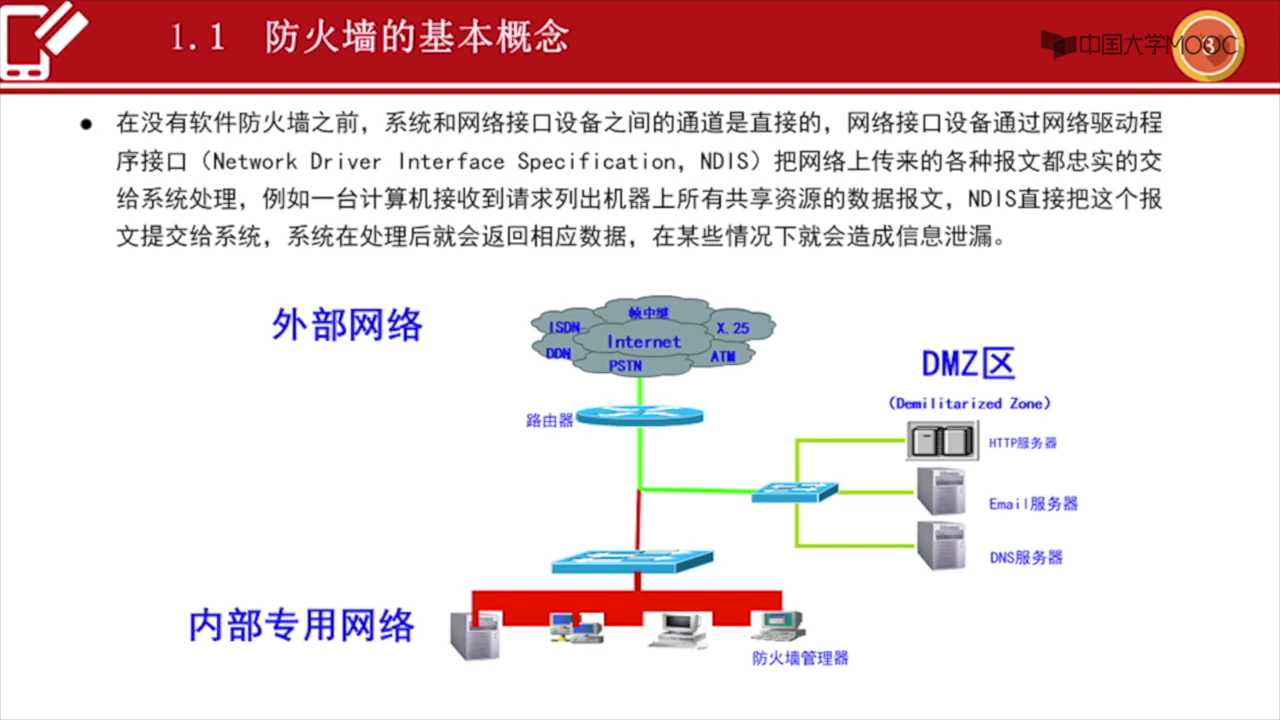 1.1 防火墙的基本概念
中国大学MOOC
3
● 在没有软件防火墙之前，系统和网络接口设备之间的通道是直接的，网络接口设备通过网络驱动程
序接口（Network Driver Interface Specification，NDIS）把网络上传来的各种报文都忠实的交
给系统处理，例如一台计算机接收到请求列出机器上所有共享资源的数据报文，NDIS直接把这个报
文提交给系统，系统在处理后就会返回相应数据，在某些情况下就会造成信息泄漏。
外部网络
帧中继
ISDN
X.25
Internet
DDN
ATM
PSTN
DMZ区
（Demilitarized Zone）
路由器
HTTP服务器
Email服务器
DNS服务器
内部专用网络
防火墙管理器